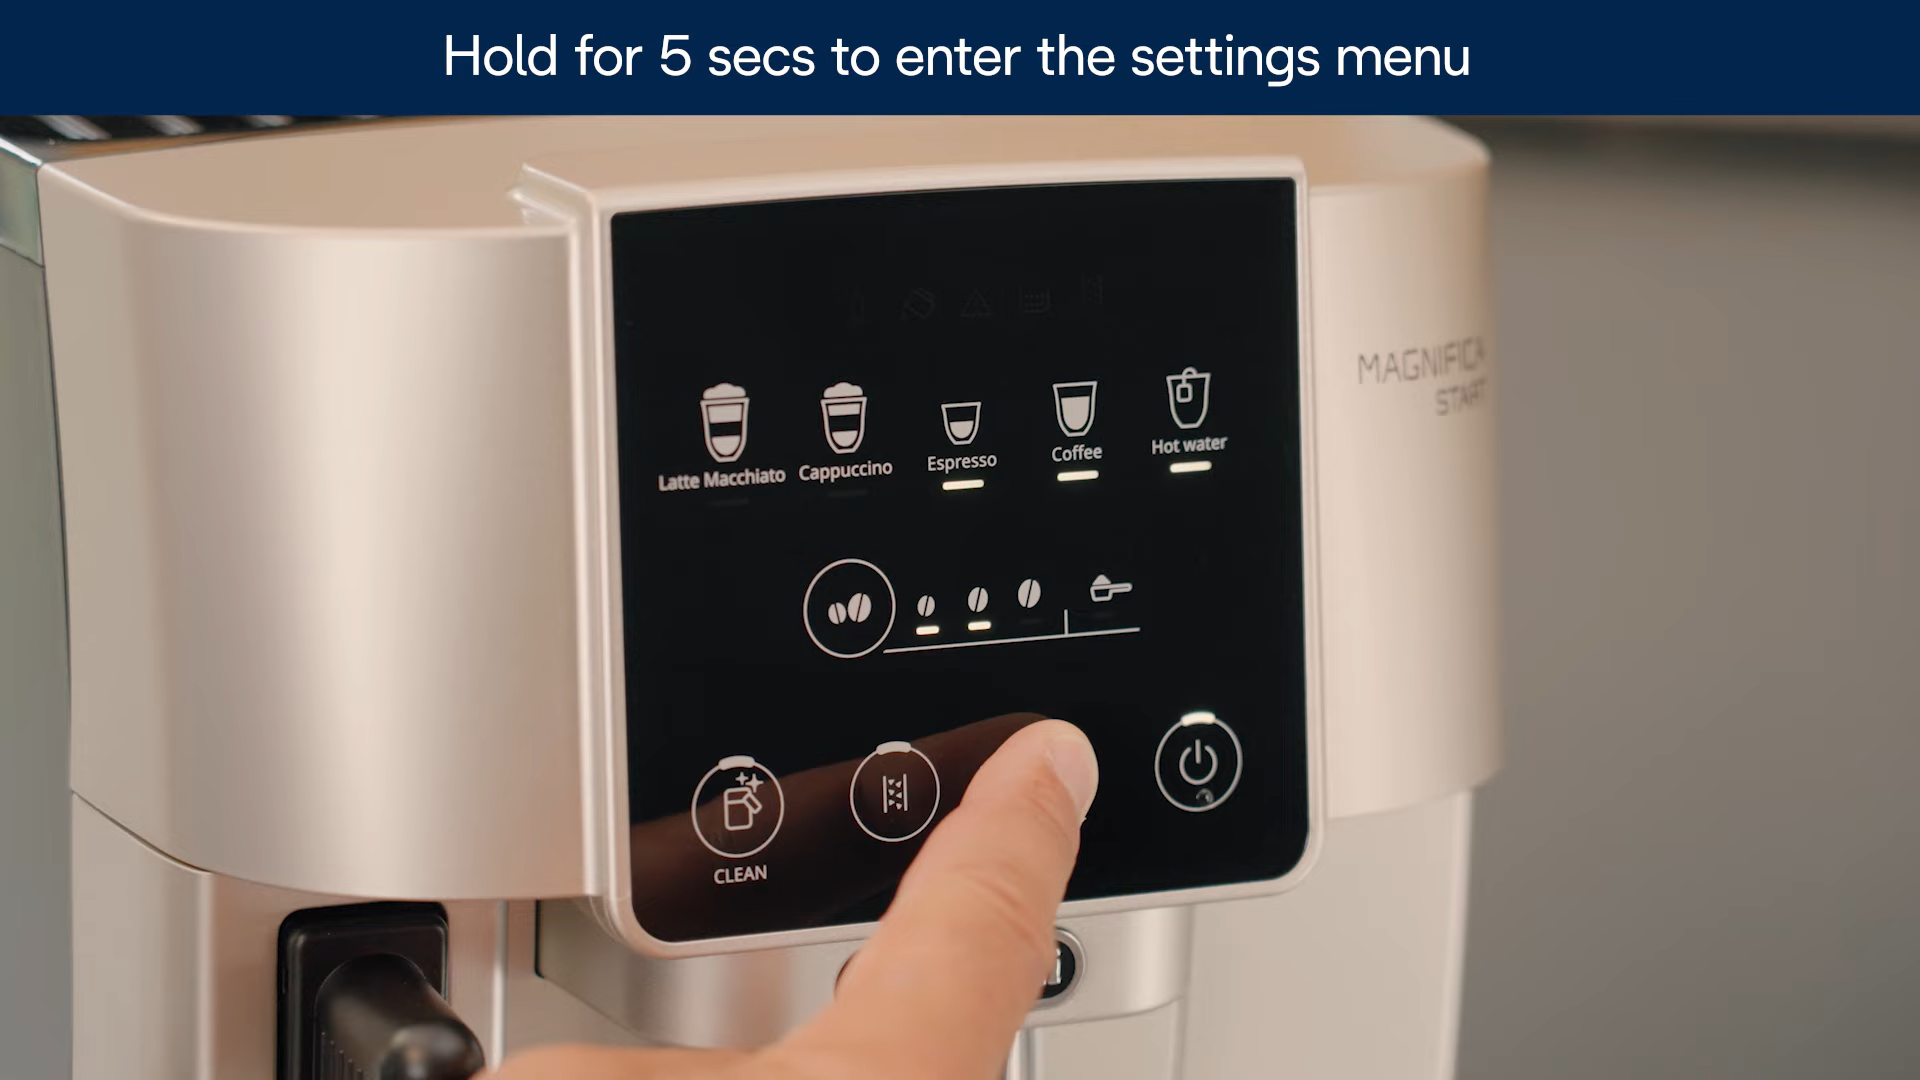 Hold for 5 secs to enter the settings menu
MAGNIFICA
START
Latte Macchiato
Cappuccino
Espresso
Coffee
Hot water
CLEAN